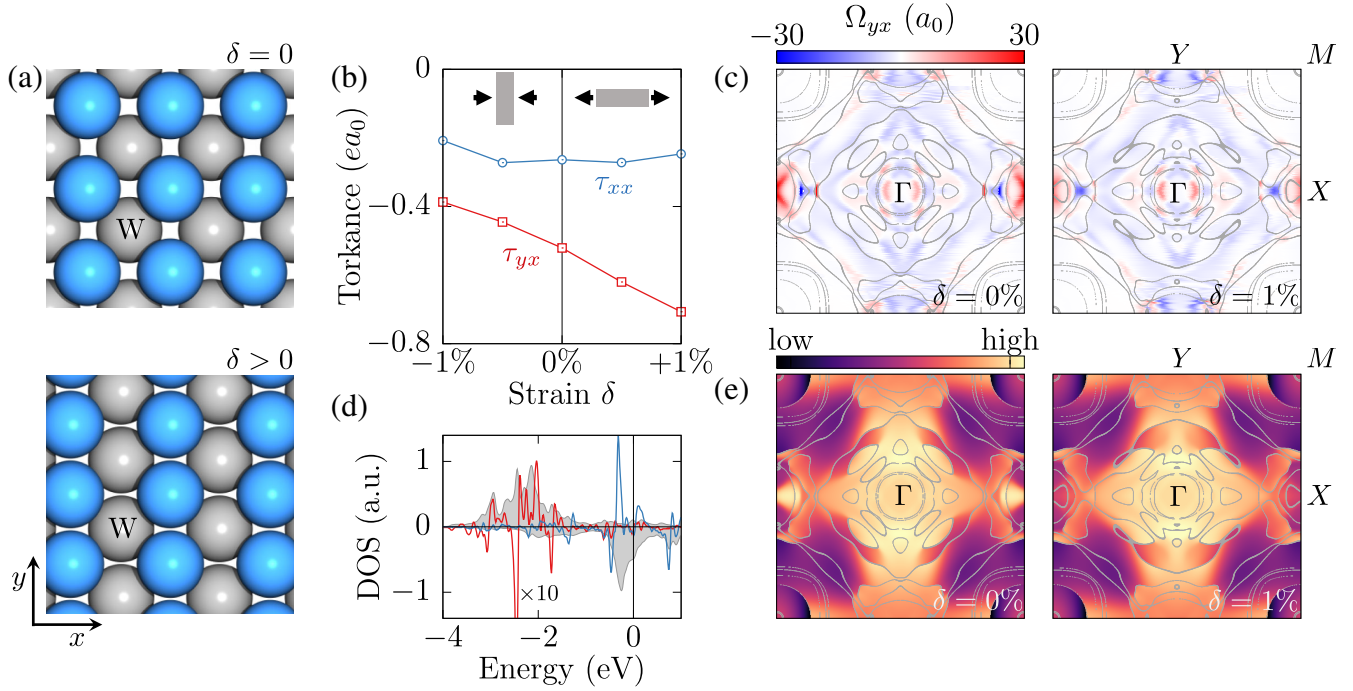 (a)
δ = 0
W
δ > 0
W
y
x
(b)
0
−0.4
−0.8
Torkance (ea₀)
τxx
τyx
−1%
0%
+1%
Strain δ
(c)
Ωyx (a₀)
−30
30
Γ
δ = 0%
Y
M
Γ
X
δ = 1%
(d)
1
0
−1
DOS (a.u.)
×10
−4
−2
0
Energy (eV)
(e)
low
high
Γ
δ = 0%
Y
M
Γ
X
δ = 1%